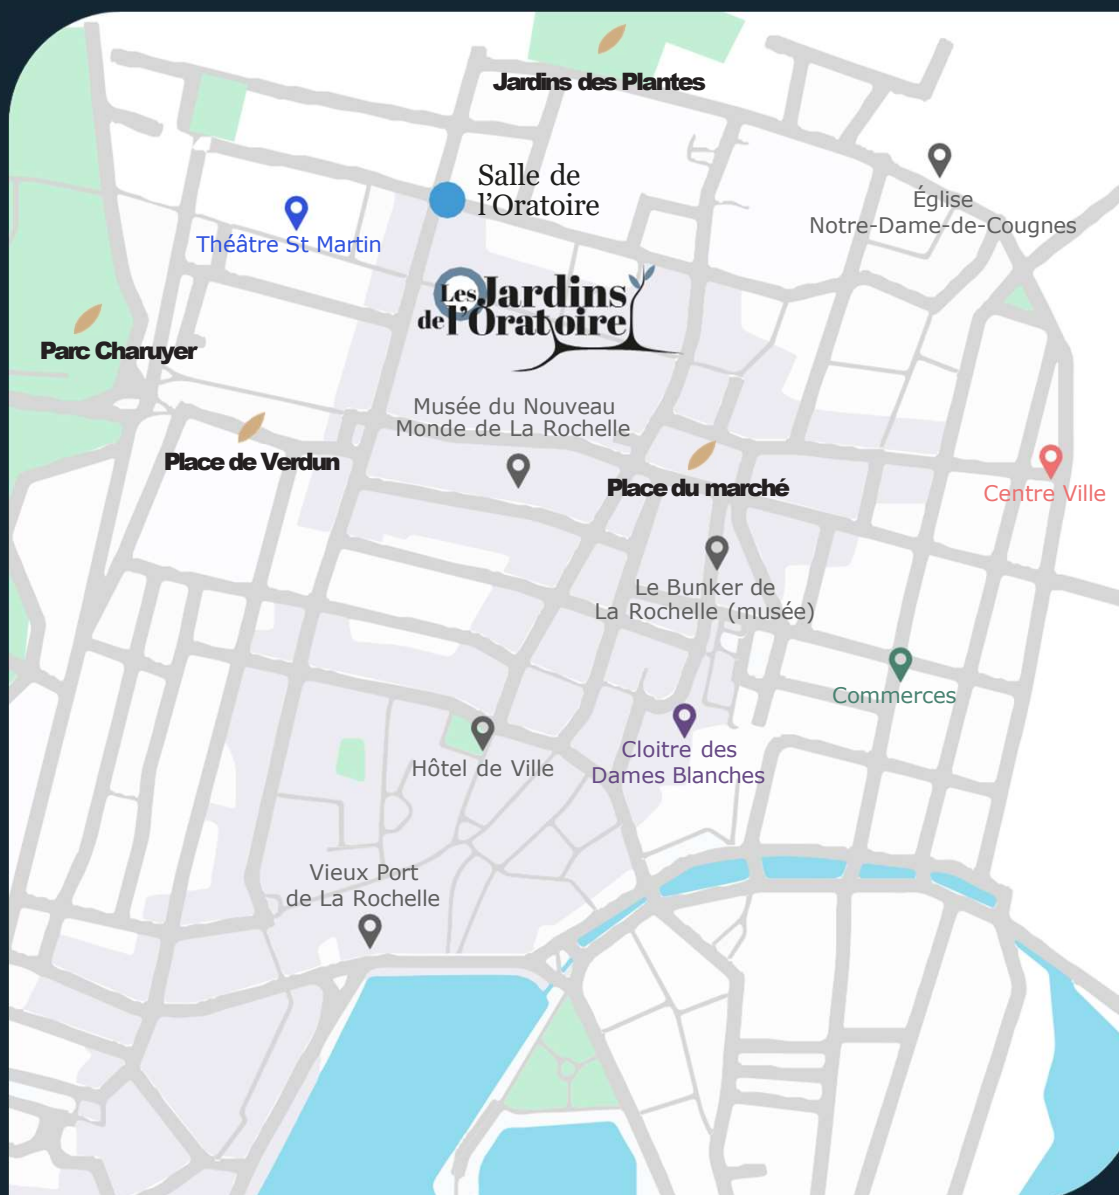 Jardins des Plantes
Salle de
l’Oratoire
Église
Notre-Dame-de-Cougnes
Théâtre St Martin
Les Jardins
de l’Oratoire
Parc Charuyer
Musée du Nouveau
Monde de La Rochelle
Place de Verdun
Place du marché
Centre Ville
Le Bunker de
La Rochelle (musée)
Commerces
Cloitre des
Dames Blanches
Hôtel de Ville
Vieux Port
de La Rochelle